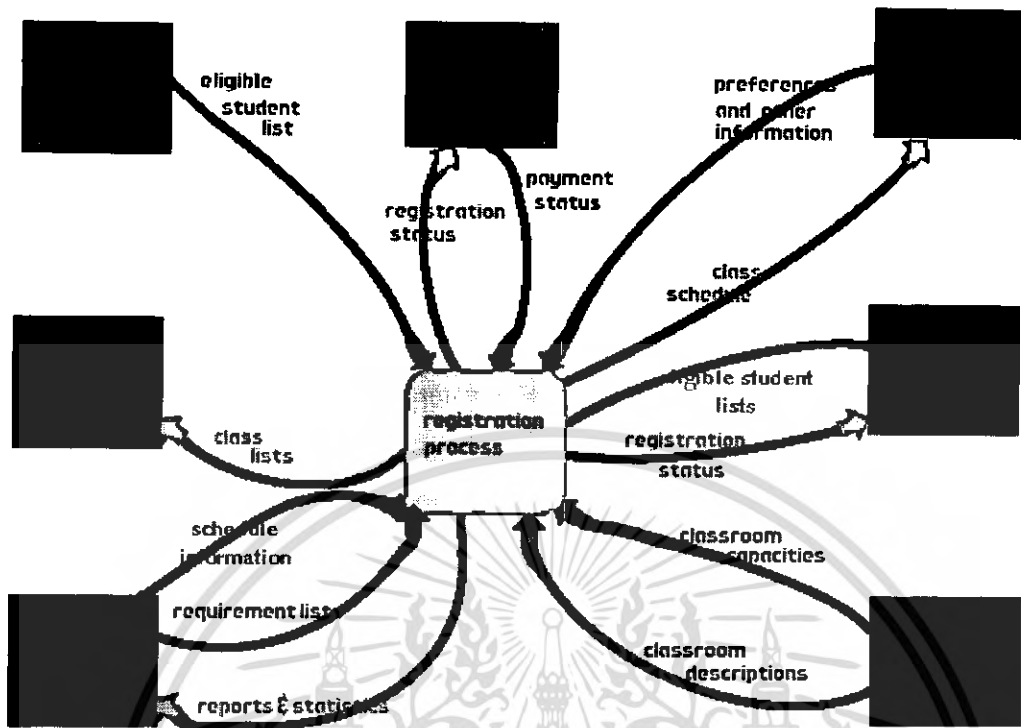 eligible
student
list
preferences
and other
information
payment
status
registration
status
class
schedule
registration
process
student
lists
registration
status
class
lists
schedule
information
classroom
capacities
requirement lists
classroom
descriptions
reports & statistics